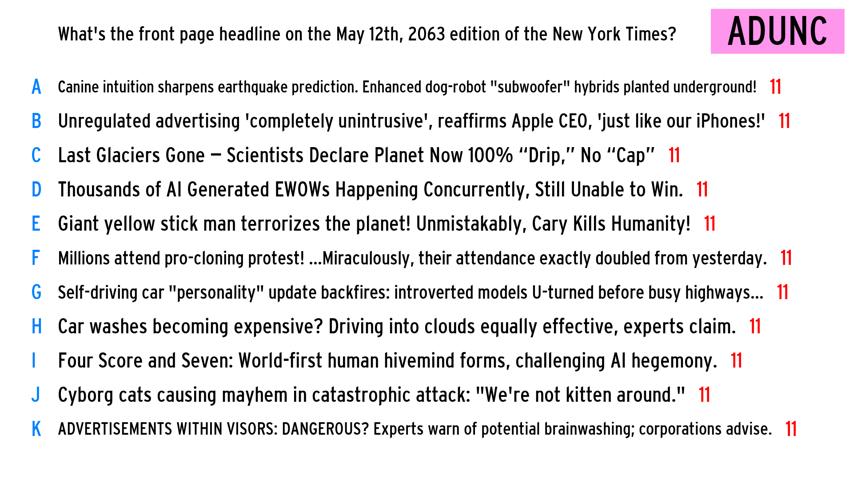 What's the front page headline on the May 12th, 2063 edition of the New York Times?
ADUNC
A Canine intuition sharpens earthquake prediction. Enhanced dog-robot "subwoofer" hybrids planted underground! 11
B Unregulated advertising 'completely unintrusive', reaffirms Apple CEO, 'just like our iPhones!' 11
C Last Glaciers Gone – Scientists Declare Planet Now 100% “Drip,” No “Cap” 11
D Thousands of AI Generated EWOWs Happening Concurrently, Still Unable to Win. 11
E Giant yellow stick man terrorizes the planet! Unmistakably, Cary Kills Humanity! 11
F Millions attend pro-cloning protest! ...Miraculously, their attendance exactly doubled from yesterday. 11
G Self-driving car "personality" update backfires: introverted models U-turned before busy highways... 11
H Car washes becoming expensive? Driving into clouds equally effective, experts claim. 11
I Four Score and Seven: World-first human hivemind forms, challenging AI hegemony. 11
J Cyborg cats causing mayhem in catastrophic attack: "We're not kitten around." 11
K ADVERTISEMENTS WITHIN VISORS: DANGEROUS? Experts warn of potential brainwashing; corporations advise. 11